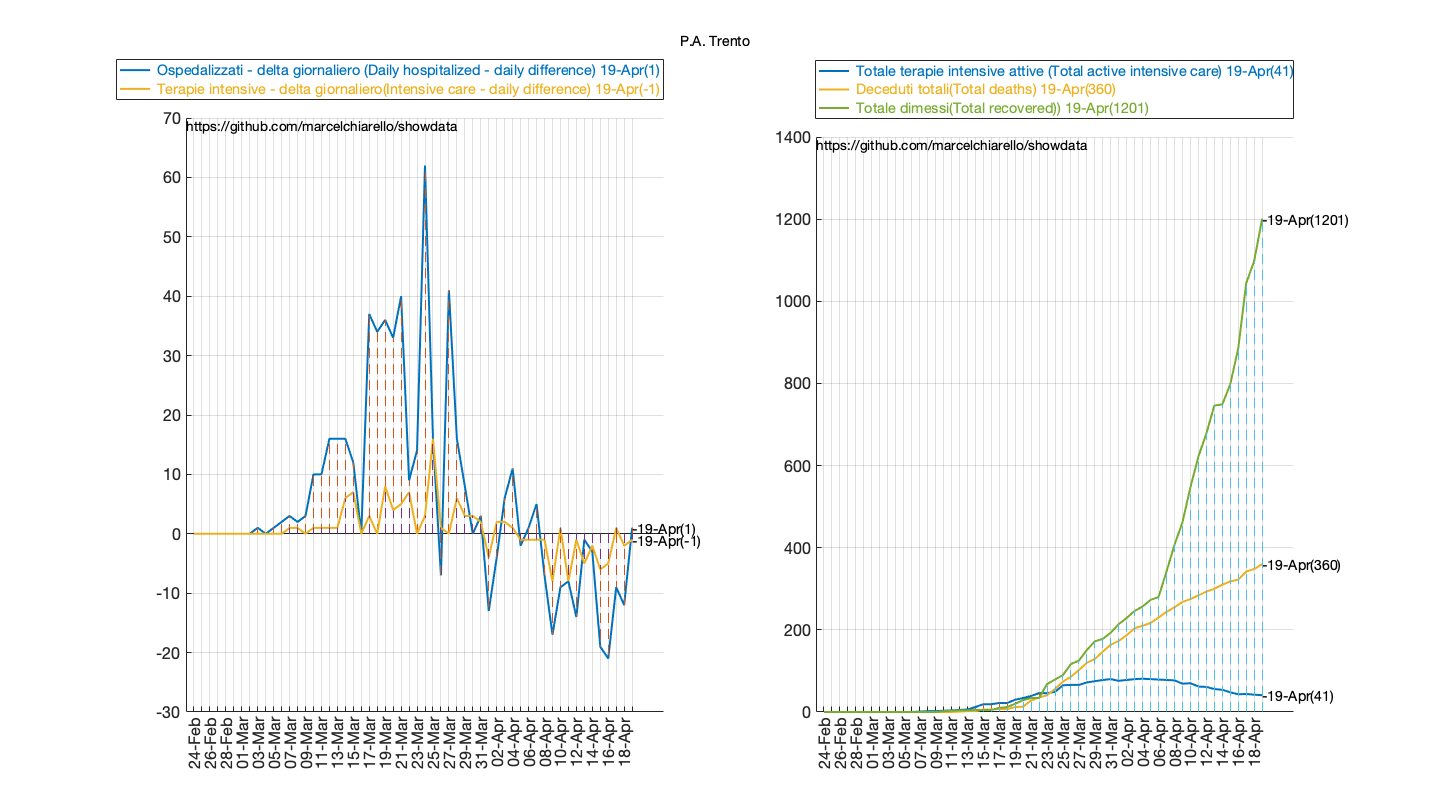 P.A. Trento
Ospedalizzati - delta giornaliero (Daily hospitalized - daily difference) 19-Apr(1)
Terapie intensive - delta giornaliero(Intensive care - daily difference) 19-Apr(-1)
https://github.com/marcelchiarello/showdata
70
60
50
40
30
20
10
0
-10
-20
-30
19-Apr(1)
19-Apr(-1)
24-Feb
26-Feb
28-Feb
01-Mar
03-Mar
05-Mar
07-Mar
09-Mar
11-Mar
13-Mar
15-Mar
17-Mar
19-Mar
21-Mar
23-Mar
25-Mar
27-Mar
29-Mar
31-Mar
02-Apr
04-Apr
06-Apr
08-Apr
10-Apr
12-Apr
14-Apr
16-Apr
18-Apr
Totale terapie intensive attive (Total active intensive care) 19-Apr(41)
Deceduti totali(Total deaths) 19-Apr(360)
Totale dimessi(Total recovered)) 19-Apr(1201)
https://github.com/marcelchiarello/showdata
1400
1200
1000
800
600
400
200
0
19-Apr(1201)
19-Apr(360)
19-Apr(41)
24-Feb
26-Feb
28-Feb
01-Mar
03-Mar
05-Mar
07-Mar
09-Mar
11-Mar
13-Mar
15-Mar
17-Mar
19-Mar
21-Mar
23-Mar
25-Mar
27-Mar
29-Mar
31-Mar
02-Apr
04-Apr
06-Apr
08-Apr
10-Apr
12-Apr
14-Apr
16-Apr
18-Apr